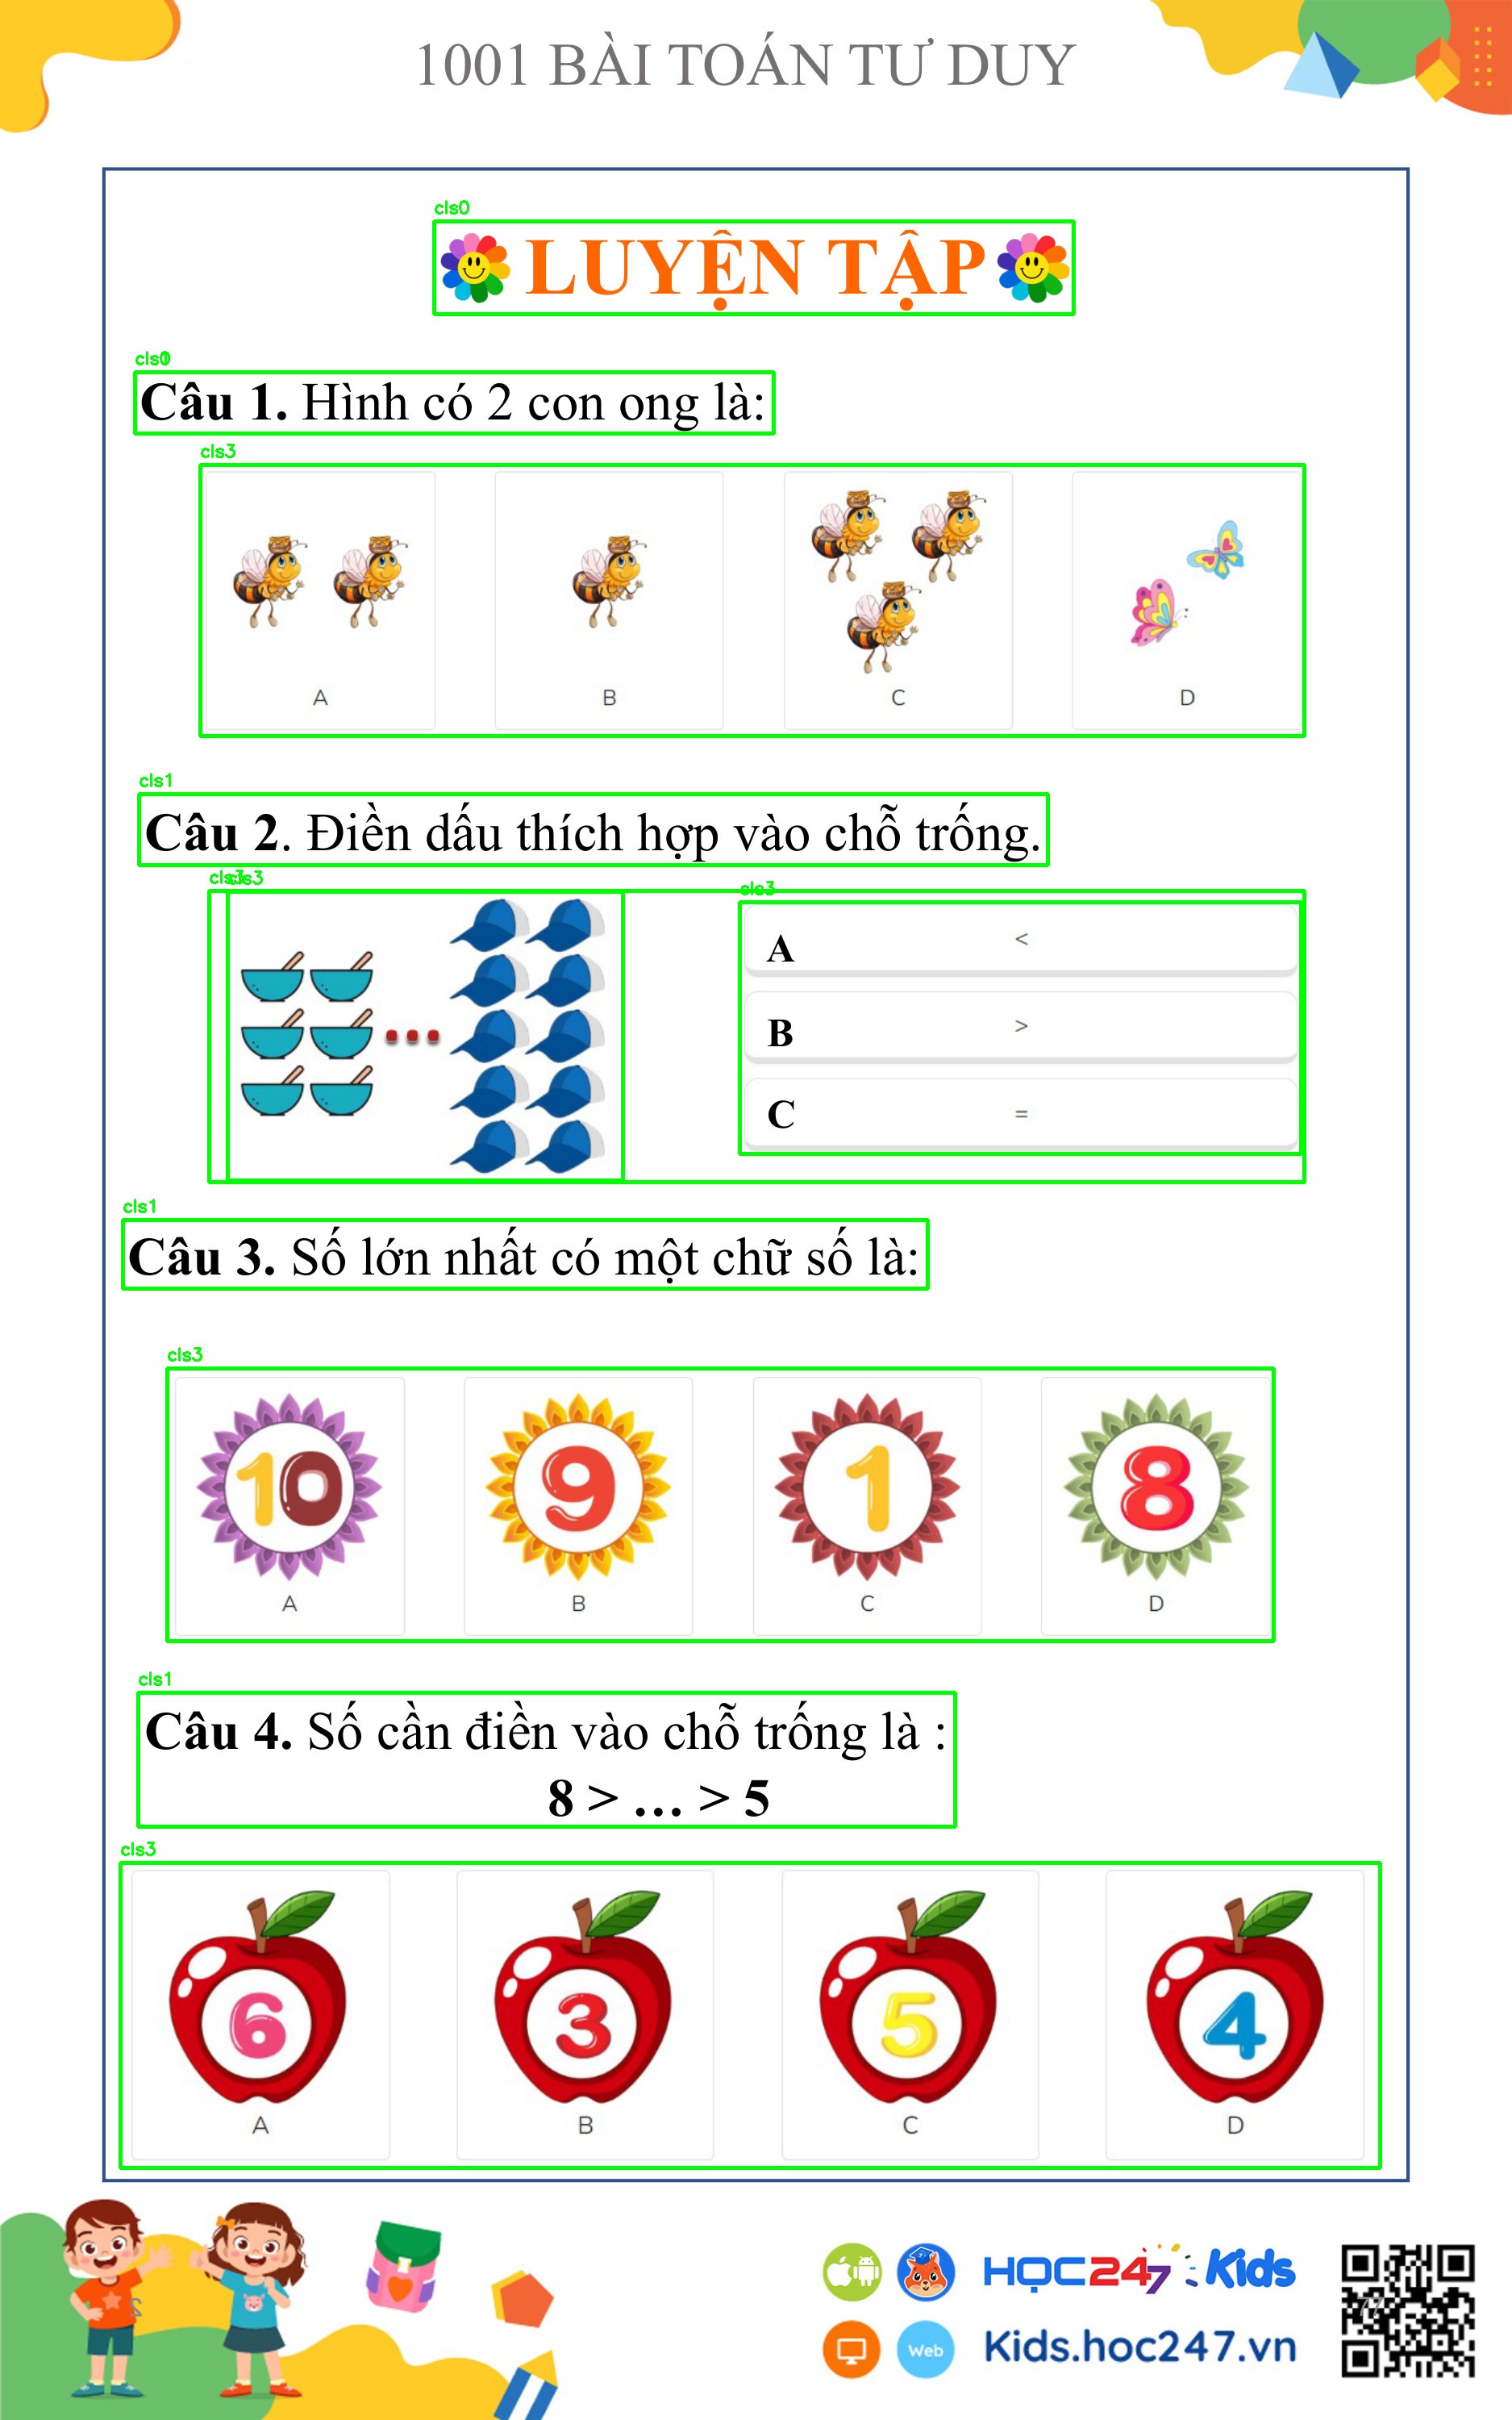 1001 BÀI TOÁN TƯ DUY
cls0
LUYỆN TẬP
Câu 1. Hình có 2 con ong là:
cls3
A B C D
cls1
Câu 2. Điền dấu thích hợp vào chỗ trống.
cls3
cls3
A <
B >
C =
...
cls1
Câu 3. Số lớn nhất có một chữ số là:
cls3
10 9 1 8
A B C D
cls1
Câu 4. Số cần điền vào chỗ trống là :
8 > ... > 5
cls3
6 3 5 4
A B C D
HỌC247 Kids
Web Kids.hoc247.vn